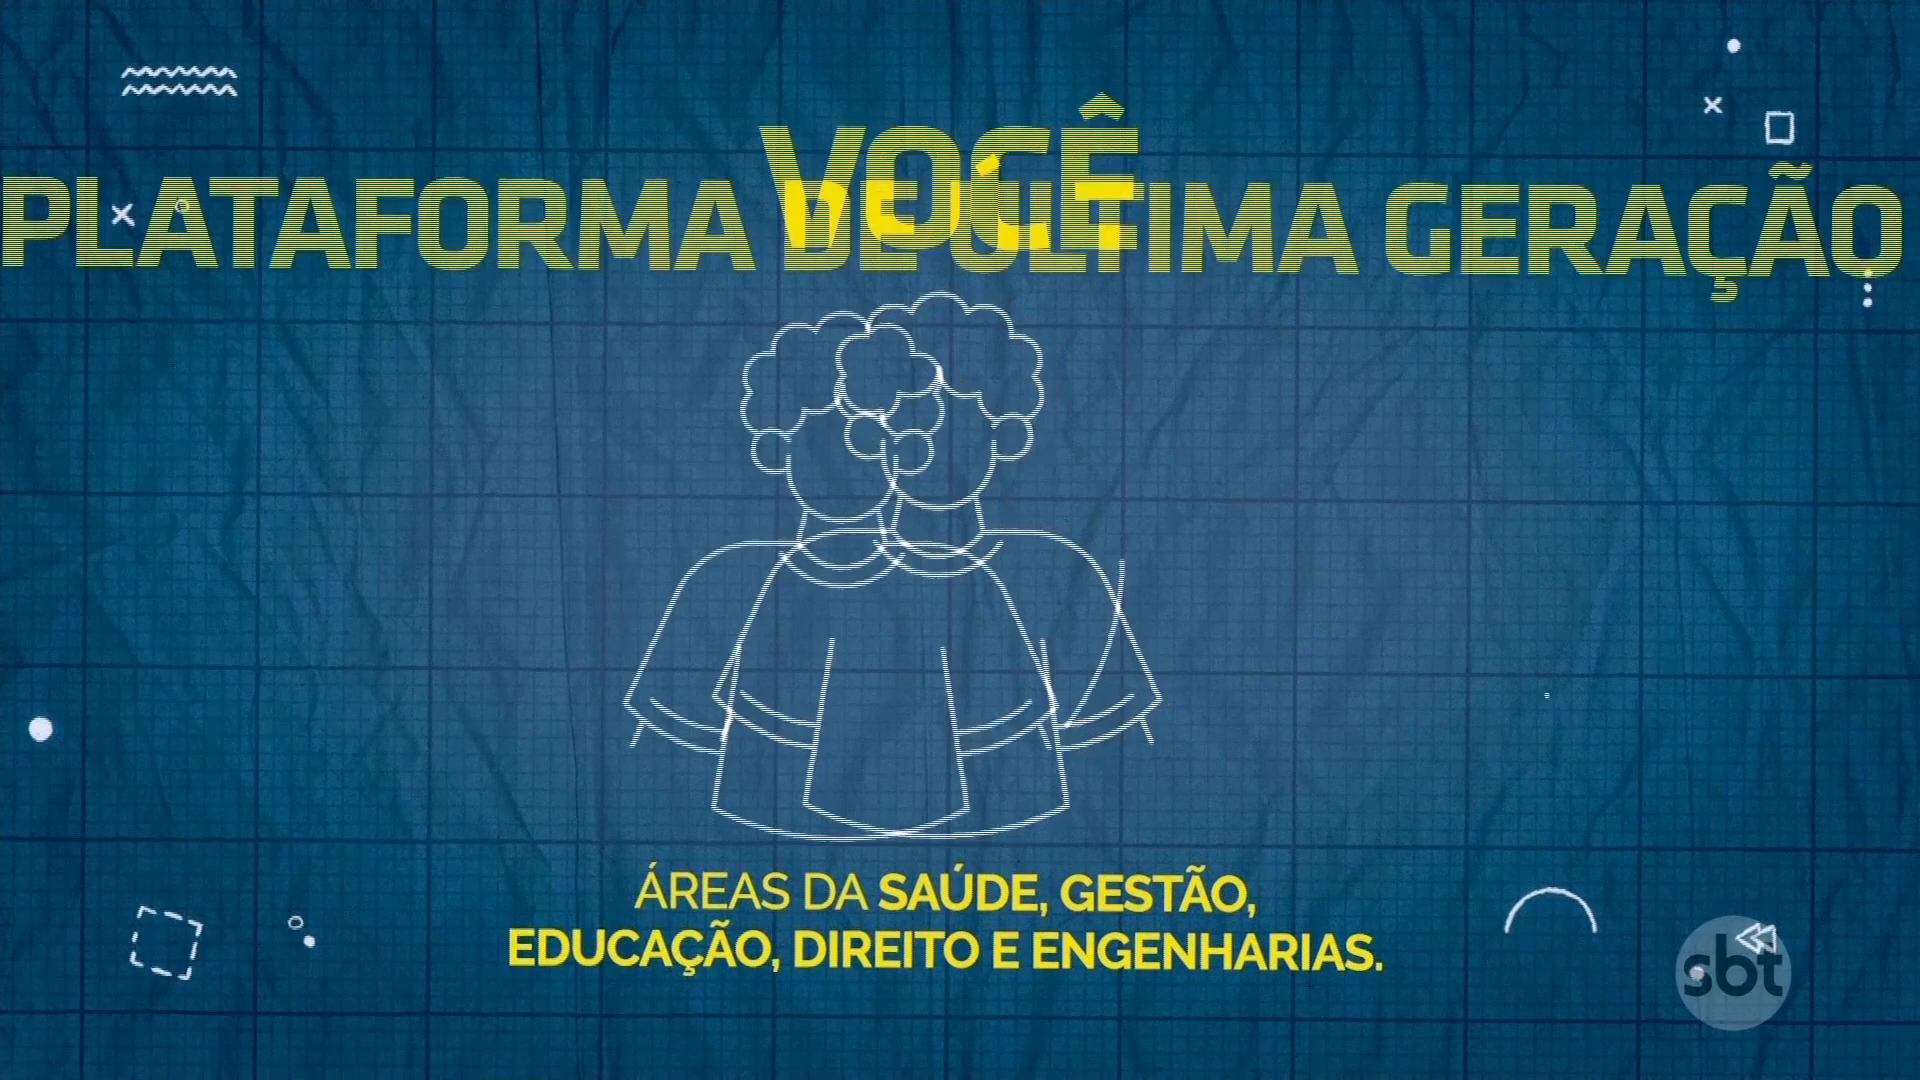 VOCÊ
PLATAFORMA DE ÚLTIMA GERAÇÃO
ÁREAS DA SAÚDE, GESTÃO,
EDUCAÇÃO, DIREITO E ENGENHARIAS.
sbt